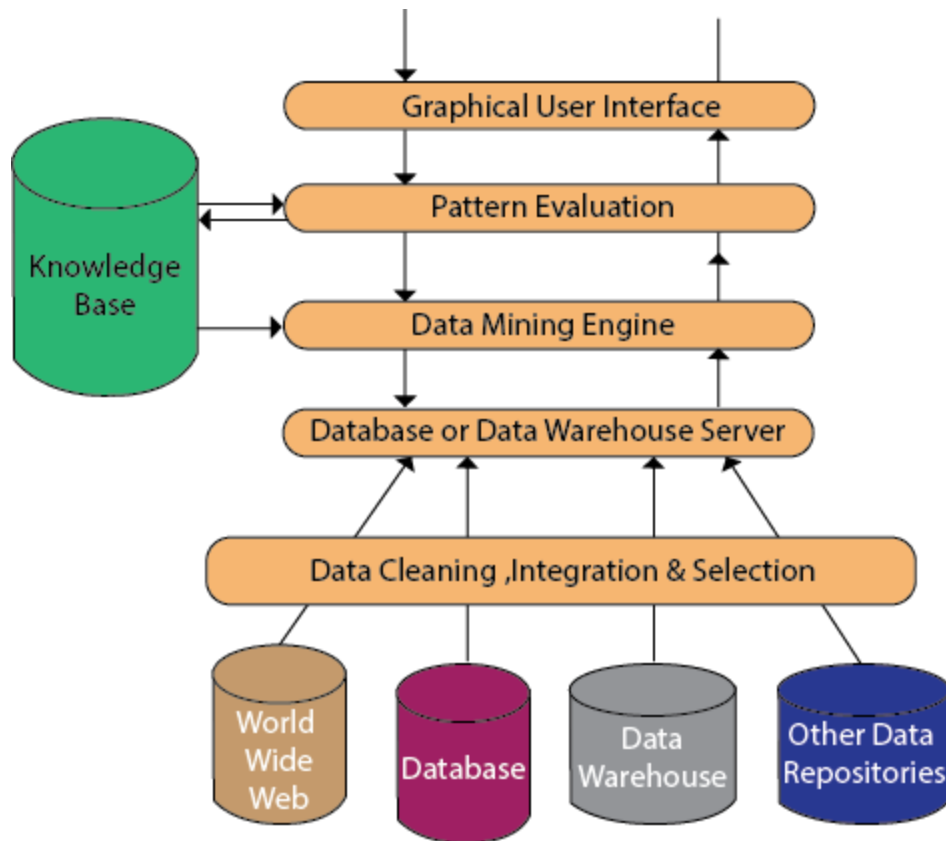 Graphical User Interface
Pattern Evaluation
Knowledge
Base
Data Mining Engine
Database or Data Warehouse Server
Data Cleaning ,Integration & Selection
World
Wide
Web
Database
Data
Warehouse
Other Data
Repositories